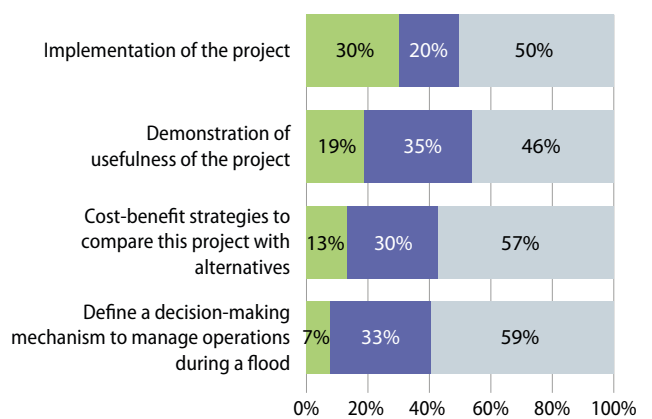 Implementation of the project
30% 20% 50%
Demonstration of
usefulness of the project
19% 35% 46%
Cost-benefit strategies to
compare this project with
alternatives
13% 30% 57%
Define a decision-making
mechanism to manage operations
during a flood
7% 33% 59%
0% 20% 40% 60% 80% 100%